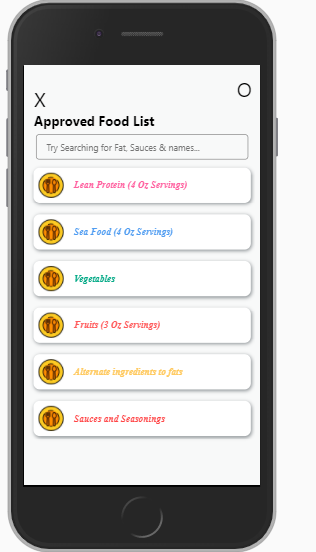 O
X
Approved Food List
Try Searching for Fat, Sauces & names...
Lean Protein (4 Oz Servings)
Sea Food (4 Oz Servings)
Vegetables
Fruits (3 Oz Servings)
Alternate ingredients to fats
Sauces and Seasonings